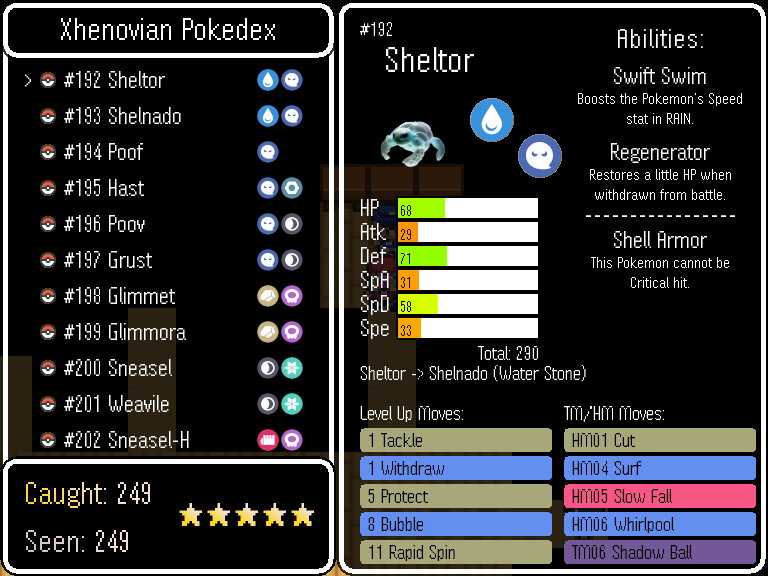 Xhenovian Pokedex
> #192 Sheltor
#193 Shelnado
#194 Poof
#195 Hast
#196 Poov
#197 Grust
#198 Glimmet
#199 Glimmora
#200 Sneasel
#201 Weavile
#202 Sneasel-H
Caught: 249
Seen: 249
#192
Sheltor
HP 68
Atk 29
Def 71
SpA 31
SpD 58
Spe 33
Total: 290
Sheltor -> Shelnado (Water Stone)
Abilities:
Swift Swim
Boosts the Pokemon's Speed
stat in RAIN.
Regenerator
Restores a little HP when
withdrawn from battle.
Shell Armor
This Pokemon cannot be
Critical hit.
Level Up Moves:
1 Tackle
1 Withdraw
5 Protect
8 Bubble
11 Rapid Spin
TM/HM Moves:
HM01 Cut
HM04 Surf
HM05 Slow Fall
HM06 Whirlpool
TM06 Shadow Ball